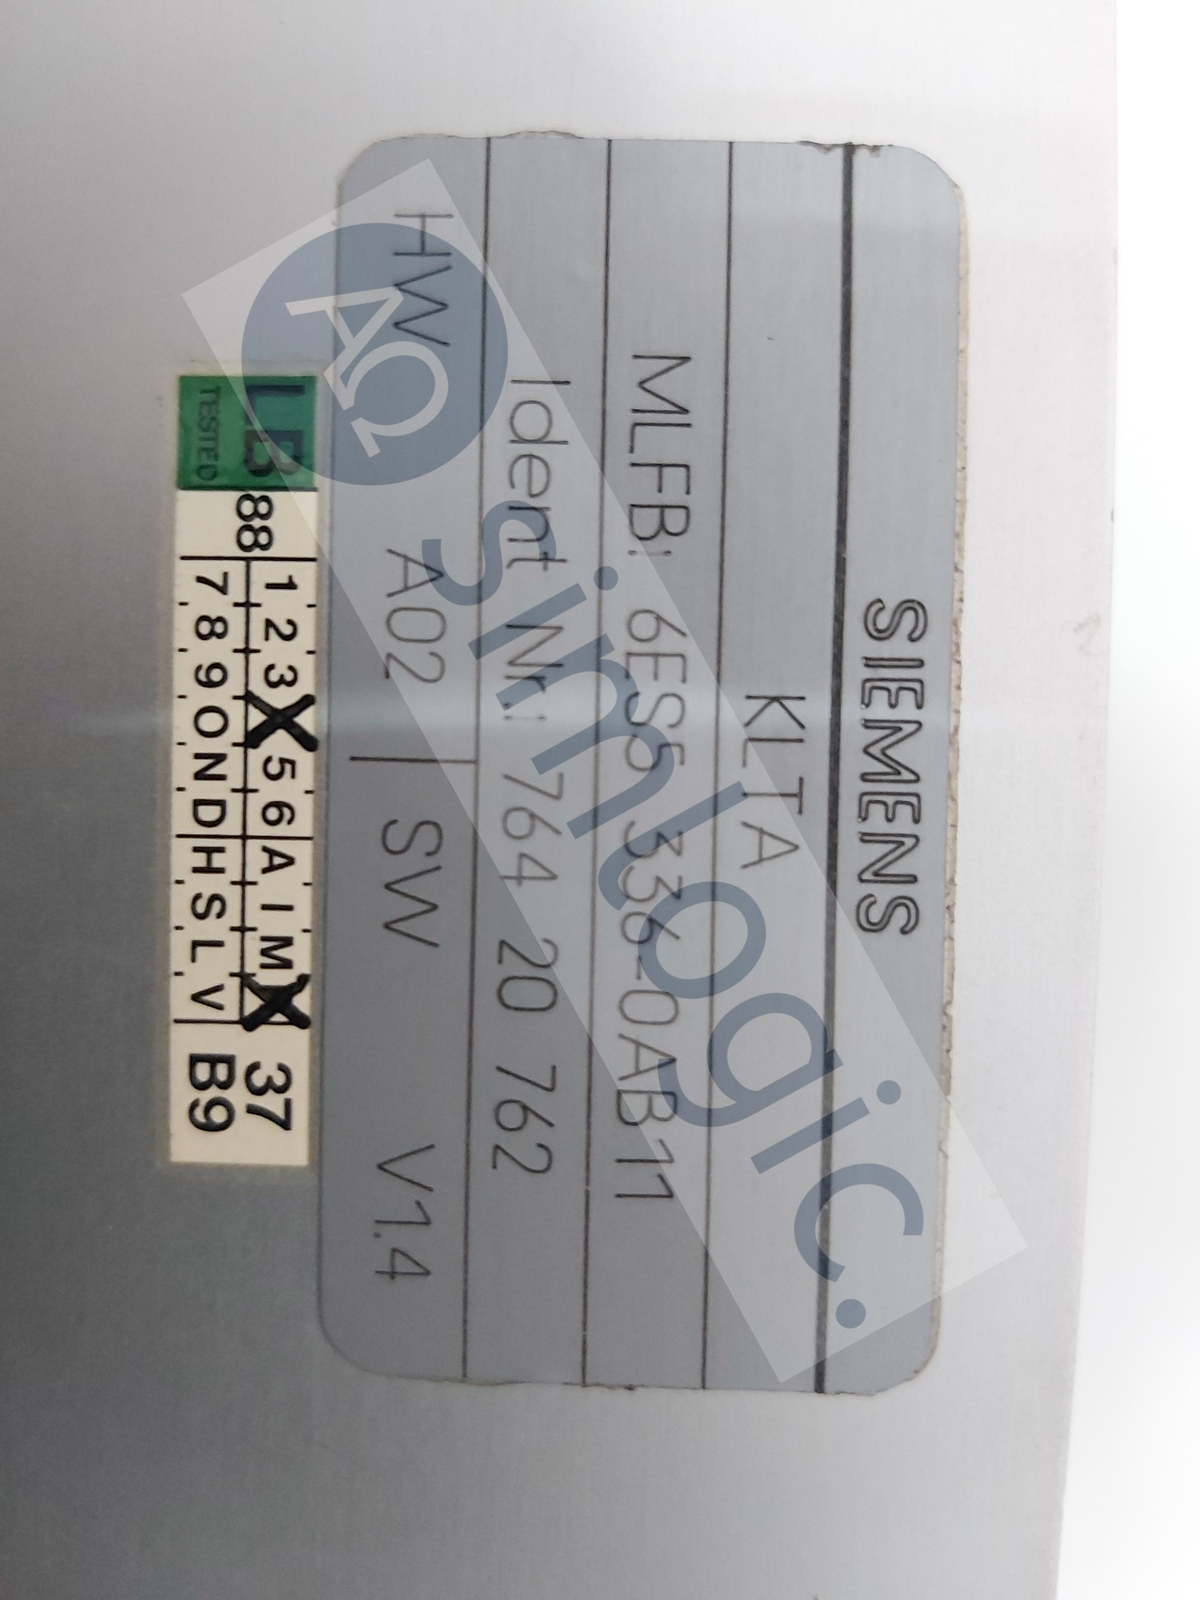 SIEMENS
KLTA
MLFB: 6ES5 336-0AB11
Ident Nr.: 764 20 762
HW A02 | SW V1.4
LB 88 1 2 3 X 5 6 A I M X 37
TESTED 7 8 9 O N D H S L V B9
ΑΩ simlogic.